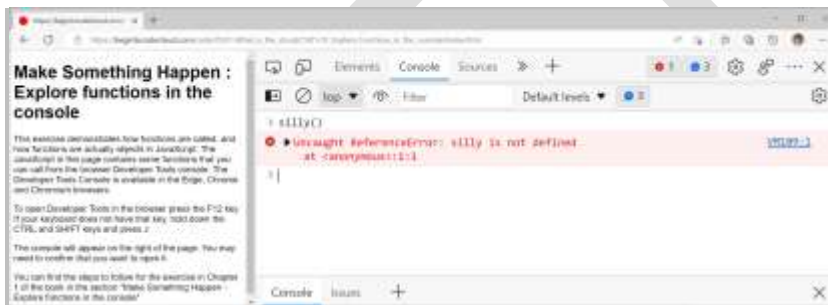 Make Something Happen :
Explore functions in the
console
This exercise demonstrates how functions are called, and
how functions are actually objects in JavaScript. The
JavaScript in this page contains some functions that you
can call from the browser Developer Tools console. The
Developer Tools Console is available in the Edge, Chrome
and Chromium browsers.
To open Developer Tools in the browser press the F12 key.
If your keyboard does not have that key, hold down the
CTRL and SHIFT keys and press J
The console will appear on the right of the page. You may
need to confirm that you want to open it.
You can find the steps to follow for the exercise in Chapter
1 of the book in the section "Make Something Happen -
Explore functions in the console"
Elements Console Sources
1 3
top Filter Default levels 3
> silly()
Uncaught ReferenceError: silly is not defined
at <anonymous>:1:1
VM109:1
>
Console Issues